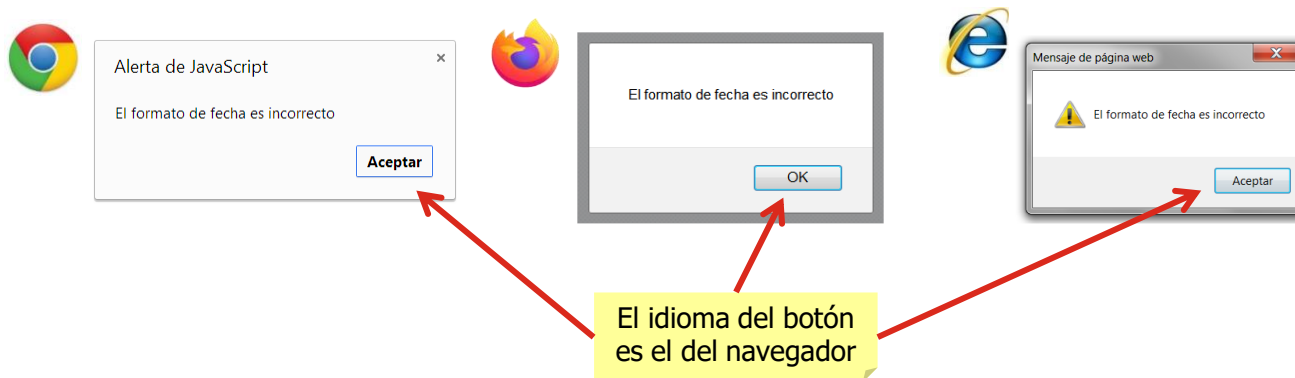 Alerta de JavaScript
El formato de fecha es incorrecto
Aceptar
El formato de fecha es incorrecto
OK
Mensaje de página web
El formato de fecha es incorrecto
Aceptar
El idioma del botón
es el del navegador